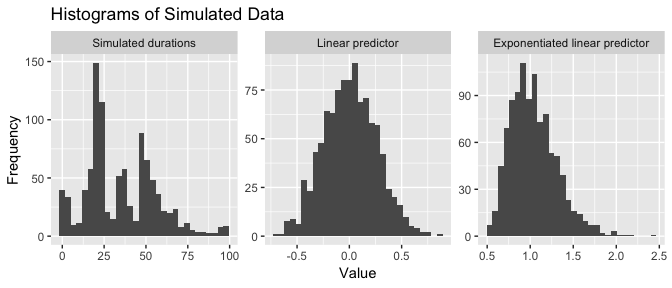 Histograms of Simulated Data
Simulated durations
Linear predictor
Exponentiated linear predictor
Frequency
150
100
50
0
0 25 50 75 100
75
50
25
0
-0.5 0.0 0.5
90
60
30
0
0.5 1.0 1.5 2.0 2.5
Value